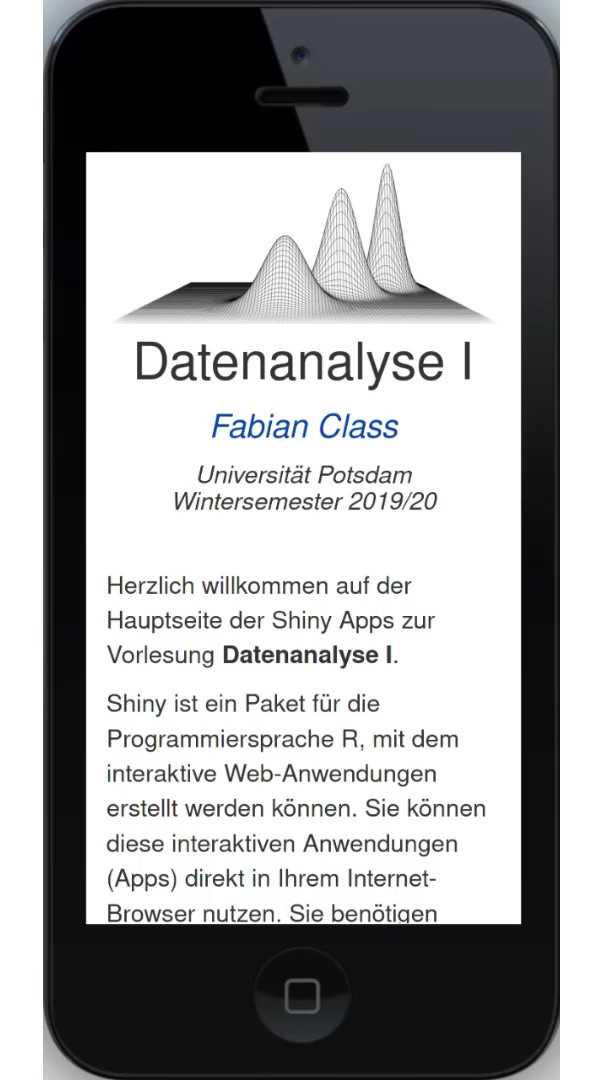 Datenanalyse I
Fabian Class
Universität Potsdam
Wintersemester 2019/20
Herzlich willkommen auf der
Hauptseite der Shiny Apps zur
Vorlesung Datenanalyse I.
Shiny ist ein Paket für die
Programmiersprache R, mit dem
interaktive Web-Anwendungen
erstellt werden können. Sie können
diese interaktiven Anwendungen
(Apps) direkt in Ihrem Internet-
Browser nutzen. Sie benötigen